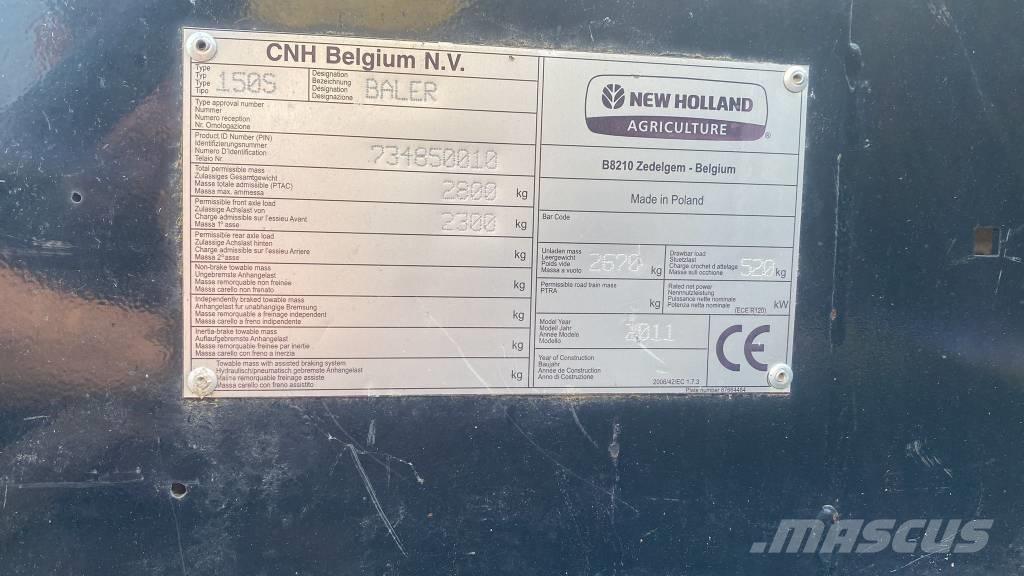 CNH Belgium N.V.
Type
Typ
Type
Tipo
150S
Designation
Bezeichnung
Designation
Designazione
BALER
Type approval number
Nummer
Numero reception
Nr. Omologazione
Product ID Number (PIN)
Identifizierungsnummer
Numero D'Identification
Telaio Nr.
734850010
Total permissible mass
Zulassiges Gesamtgewicht
Masse totale admissible (PTAC)
Massa max. ammessa
2800 kg
Permissible front axle load
Zulassige Achslast von
Charge admissible sur l'essieu Avant
Massa 1°asse
2300 kg
Permissible rear axle load
Zulassige Achslast hinten
Charge admissible sur l'essieu Arriere
Massa 2°asse
kg
Non-brake towable mass
Ungebremste Anhangelast
Masse remorquable non freinée
Massa carello non frenato
kg
Independently braked towable mass
Anhangelast fur unabhangige Bremsung
Masse remorquable a freinage independent
Massa carello a freno indipendente
kg
Inertia-brake towable mass
Auflaufgebremste Anhangelast
Masse remorquable freinée par inertie
Massa carello con freno a inerzia
kg
Towable mass with assisted braking system
Hydraulisch/pneumatisch gebremste Anhangelast
Masse remorquable freinage assiste
Massa carello con freno assistito
kg
NEW HOLLAND
AGRICULTURE
®
B8210 Zedelgem - Belgium
Made in Poland
Bar Code
Unladen mass
Leergewicht
Poids vide
Massa a vuoto
2670 kg
Drawbar load
Stuetzlast
Charge crochet d attelage
Massa sull occhione
520 kg
Permissible road train mass
PTRA
kg
Rated net power
Nennnutzleistung
Puissance nette nominale
Potenza netta nominale
kW
(ECE R120)
Model Year
Modell Jahr
Année Modele
Modello
2011
Year of Construction
Baujahr
Année de Construction
Anno di Costruzione
2006/42/EC 1.7.3
CE
Plate number 87664464
MASCUS